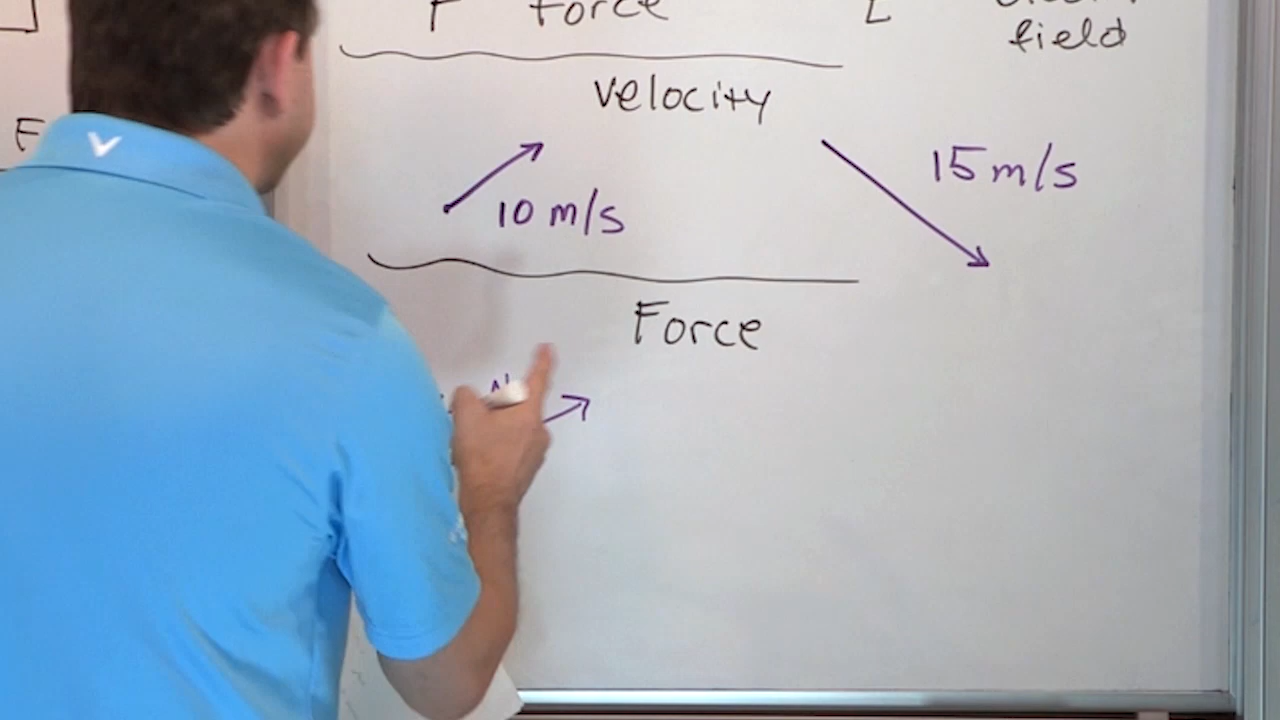 F Force
field
velocity
10 m/s
15 m/s
Force
N
F